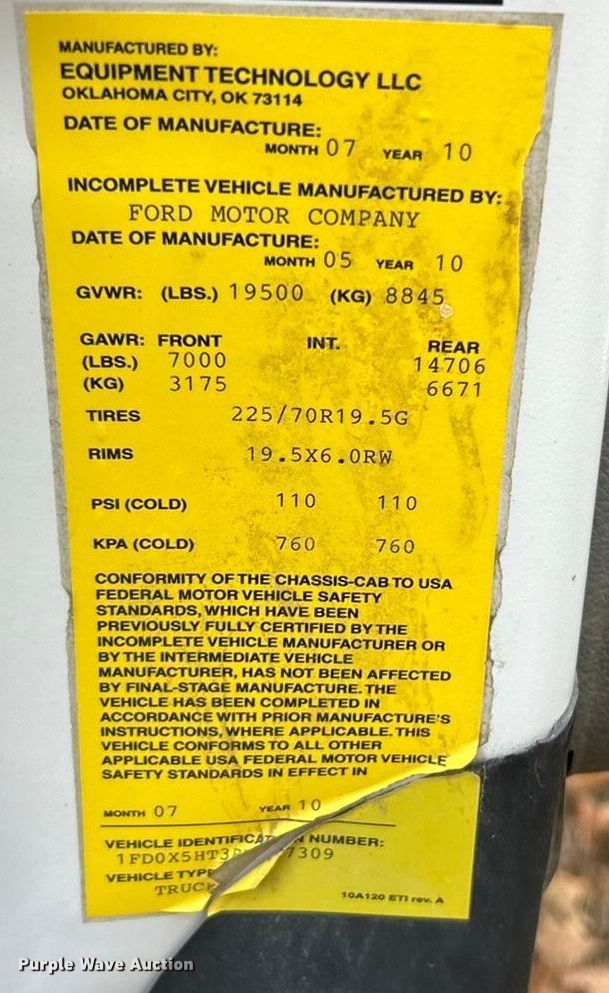 MANUFACTURED BY:
EQUIPMENT TECHNOLOGY LLC
OKLAHOMA CITY, OK 73114
DATE OF MANUFACTURE:
MONTH 07 YEAR 10
INCOMPLETE VEHICLE MANUFACTURED BY:
FORD MOTOR COMPANY
DATE OF MANUFACTURE:
MONTH 05 YEAR 10
GVWR: (LBS.) 19500 (KG) 8845
GAWR: FRONT INT. REAR
(LBS.) 7000 14706
(KG) 3175 6671
TIRES 225/70R19.5G
RIMS 19.5X6.0RW
PSI (COLD) 110 110
KPA (COLD) 760 760
CONFORMITY OF THE CHASSIS-CAB TO USA
FEDERAL MOTOR VEHICLE SAFETY
STANDARDS, WHICH HAVE BEEN
PREVIOUSLY FULLY CERTIFIED BY THE
INCOMPLETE VEHICLE MANUFACTURER OR
BY THE INTERMEDIATE VEHICLE
MANUFACTURER, HAS NOT BEEN AFFECTED
BY FINAL-STAGE MANUFACTURE. THE
VEHICLE HAS BEEN COMPLETED IN
ACCORDANCE WITH PRIOR MANUFACTURE'S
INSTRUCTIONS, WHERE APPLICABLE. THIS
VEHICLE CONFORMS TO ALL OTHER
APPLICABLE USA FEDERAL MOTOR VEHICLE
SAFETY STANDARDS IN EFFECT IN
MONTH 07 YEAR 10
VEHICLE NUMBER:
VEHICLE
TRUCK
10A120 ETI rev. A
Purple Wave Auction